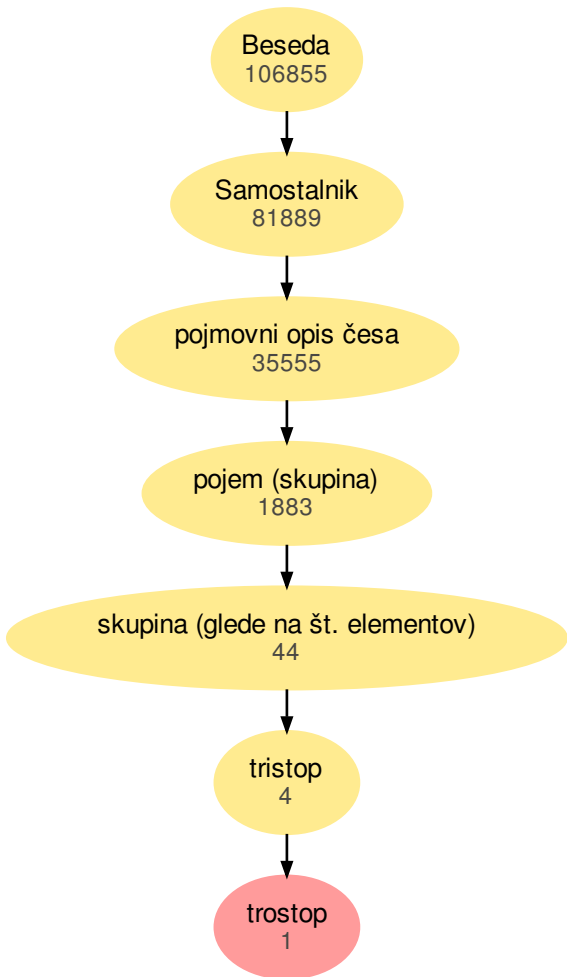 Beseda
106855
Samostalnik
81889
pojmovni opis česa
35555
pojem (skupina)
1883
skupina (glede na št. elementov)
44
tristop
4
trostop
1